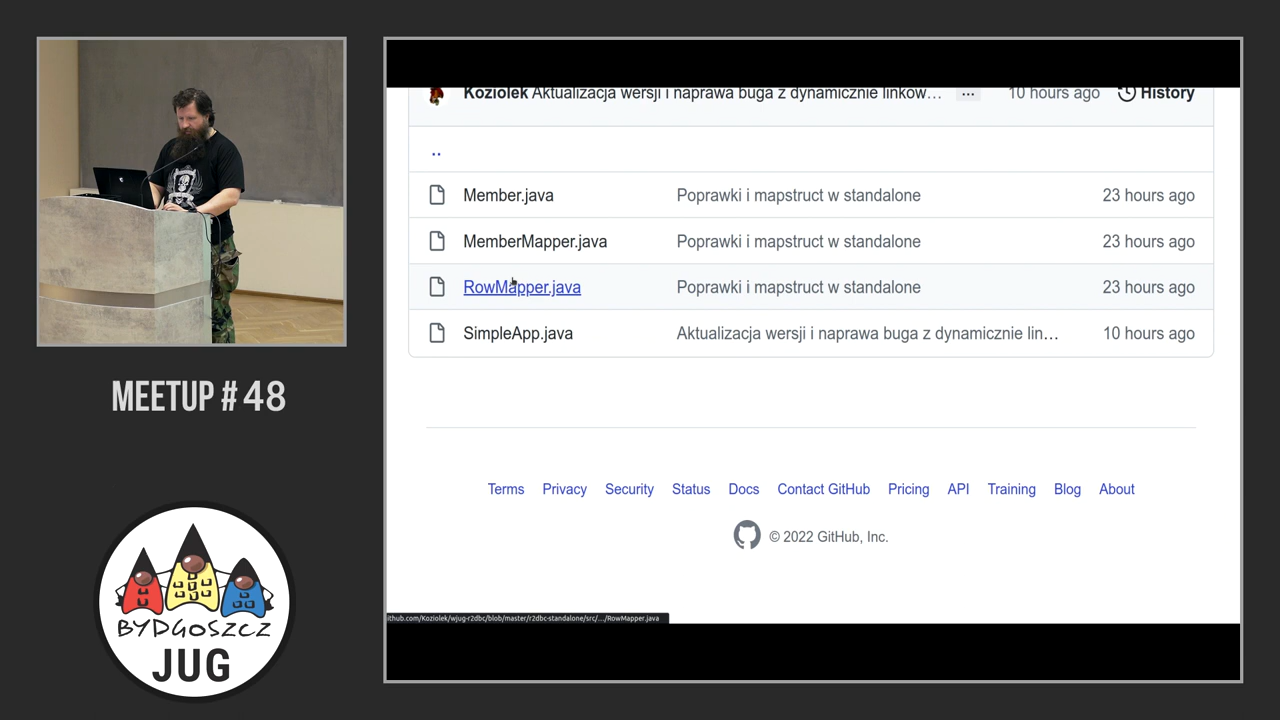 Koziolek Aktualizacja wersji i naprawa buga z dynamicznie linkow… ... 10 hours ago History
..
Member.java Poprawki i mapstruct w standalone 23 hours ago
MemberMapper.java Poprawki i mapstruct w standalone 23 hours ago
RowMapper.java Poprawki i mapstruct w standalone 23 hours ago
SimpleApp.java Aktualizacja wersji i naprawa buga z dynamicznie lin… 10 hours ago
Terms Privacy Security Status Docs Contact GitHub Pricing API Training Blog About
© 2022 GitHub, Inc.
ithub.com/Koziolek/wjug-r2dbc/blob/master/r2dbc-standalone/src/.../RowMapper.java
MEETUP # 48
BYDGOSZCZ
JUG